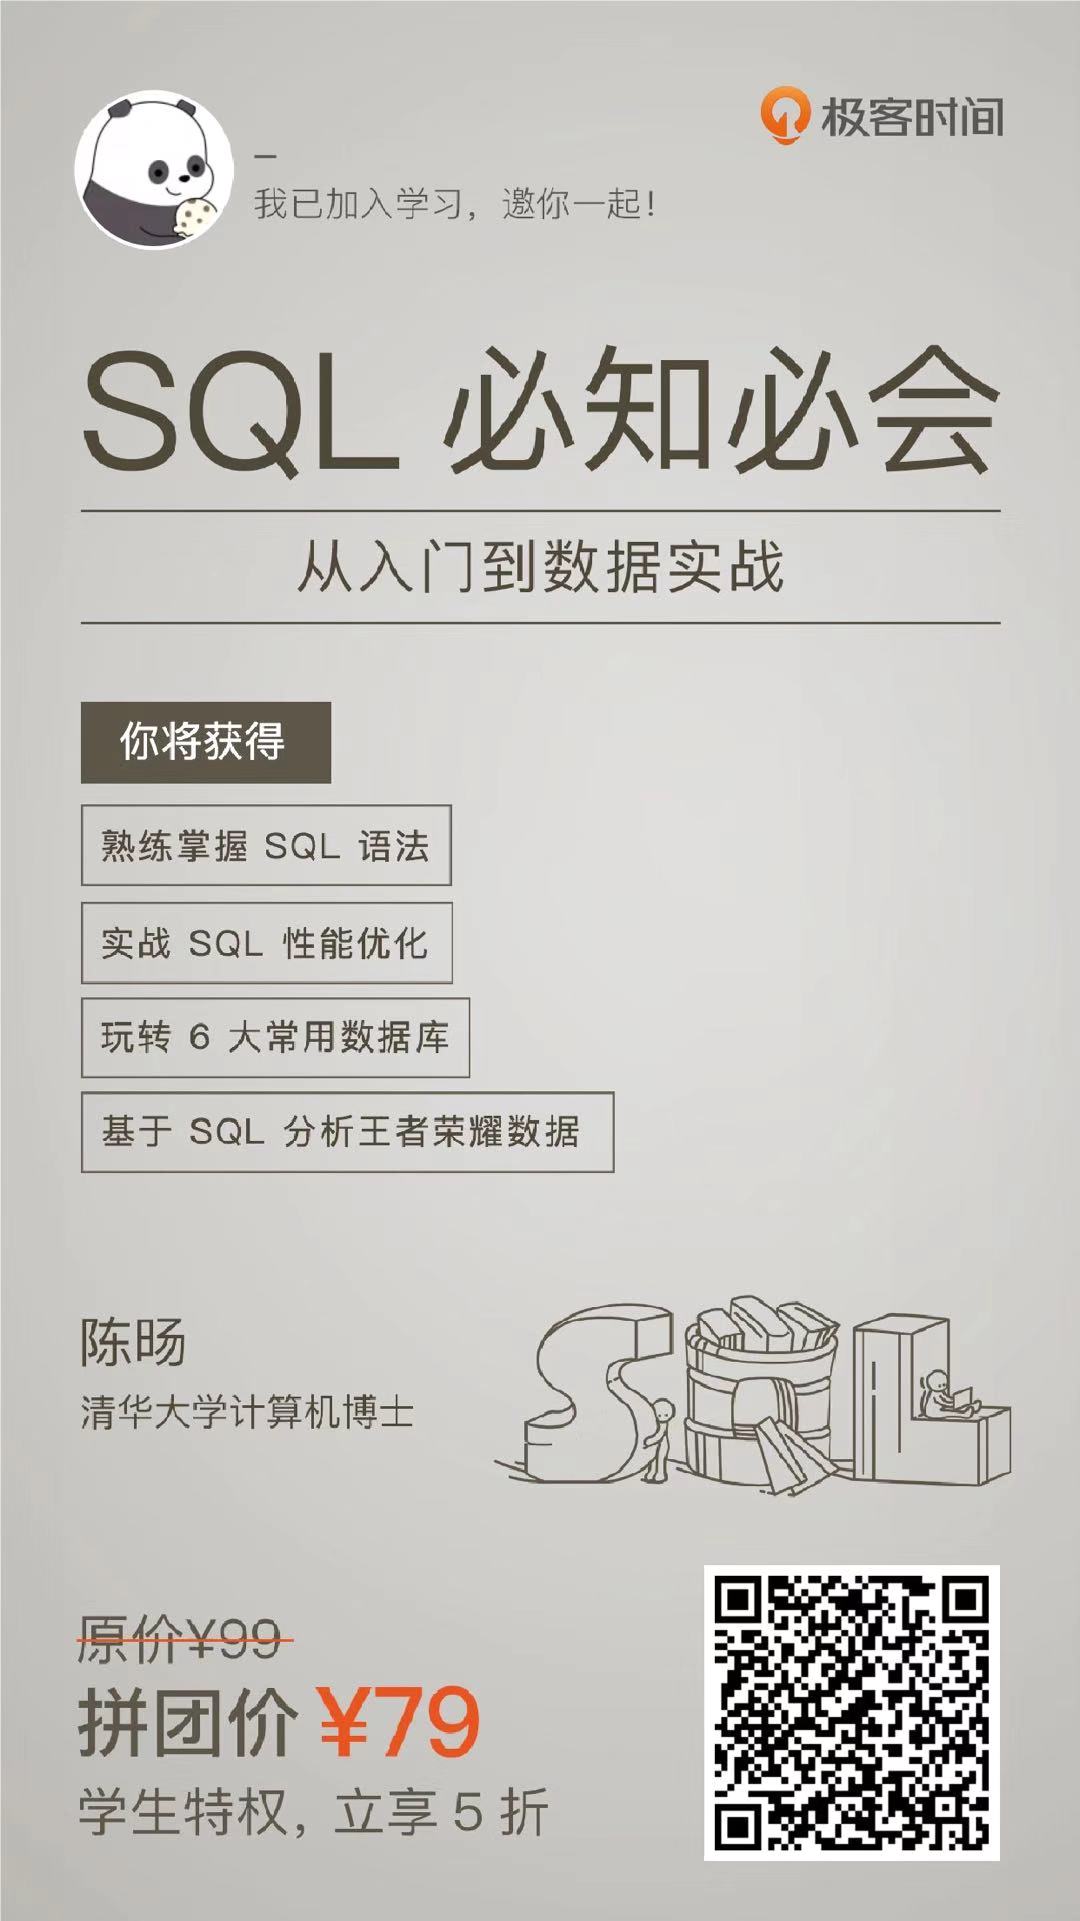 极客时间
–
我已加入学习，邀你一起！
SQL 必知必会
从入门到数据实战
你将获得
熟练掌握 SQL 语法
实战 SQL 性能优化
玩转 6 大常用数据库
基于 SQL 分析王者荣耀数据
陈旸
清华大学计算机博士
SQL
原价¥99
拼团价 ¥79
学生特权，立享 5 折